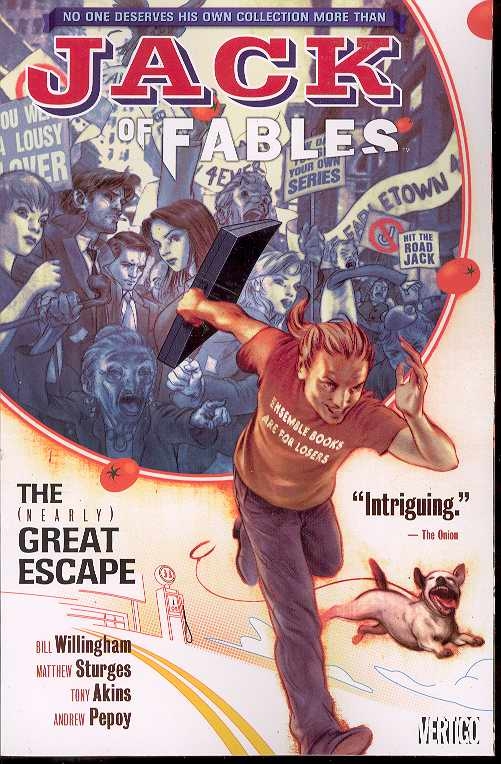 NO ONE DESERVES HIS OWN COLLECTION MORE THAN
JACK
OF FABLES
YOU WERE
A LOUSY
LOVER
4EVER
YOUR OWN
SERIES
FABLETOWN 4
HIT THE
ROAD
JACK
ENSEMBLE BOOKS
ARE FOR LOSERS
THE
(NEARLY)
GREAT
ESCAPE
"Intriguing."
— The Onion
BILL Willingham
MATTHEW Sturges
TONY Akins
ANDREW Pepoy
VERTIGO